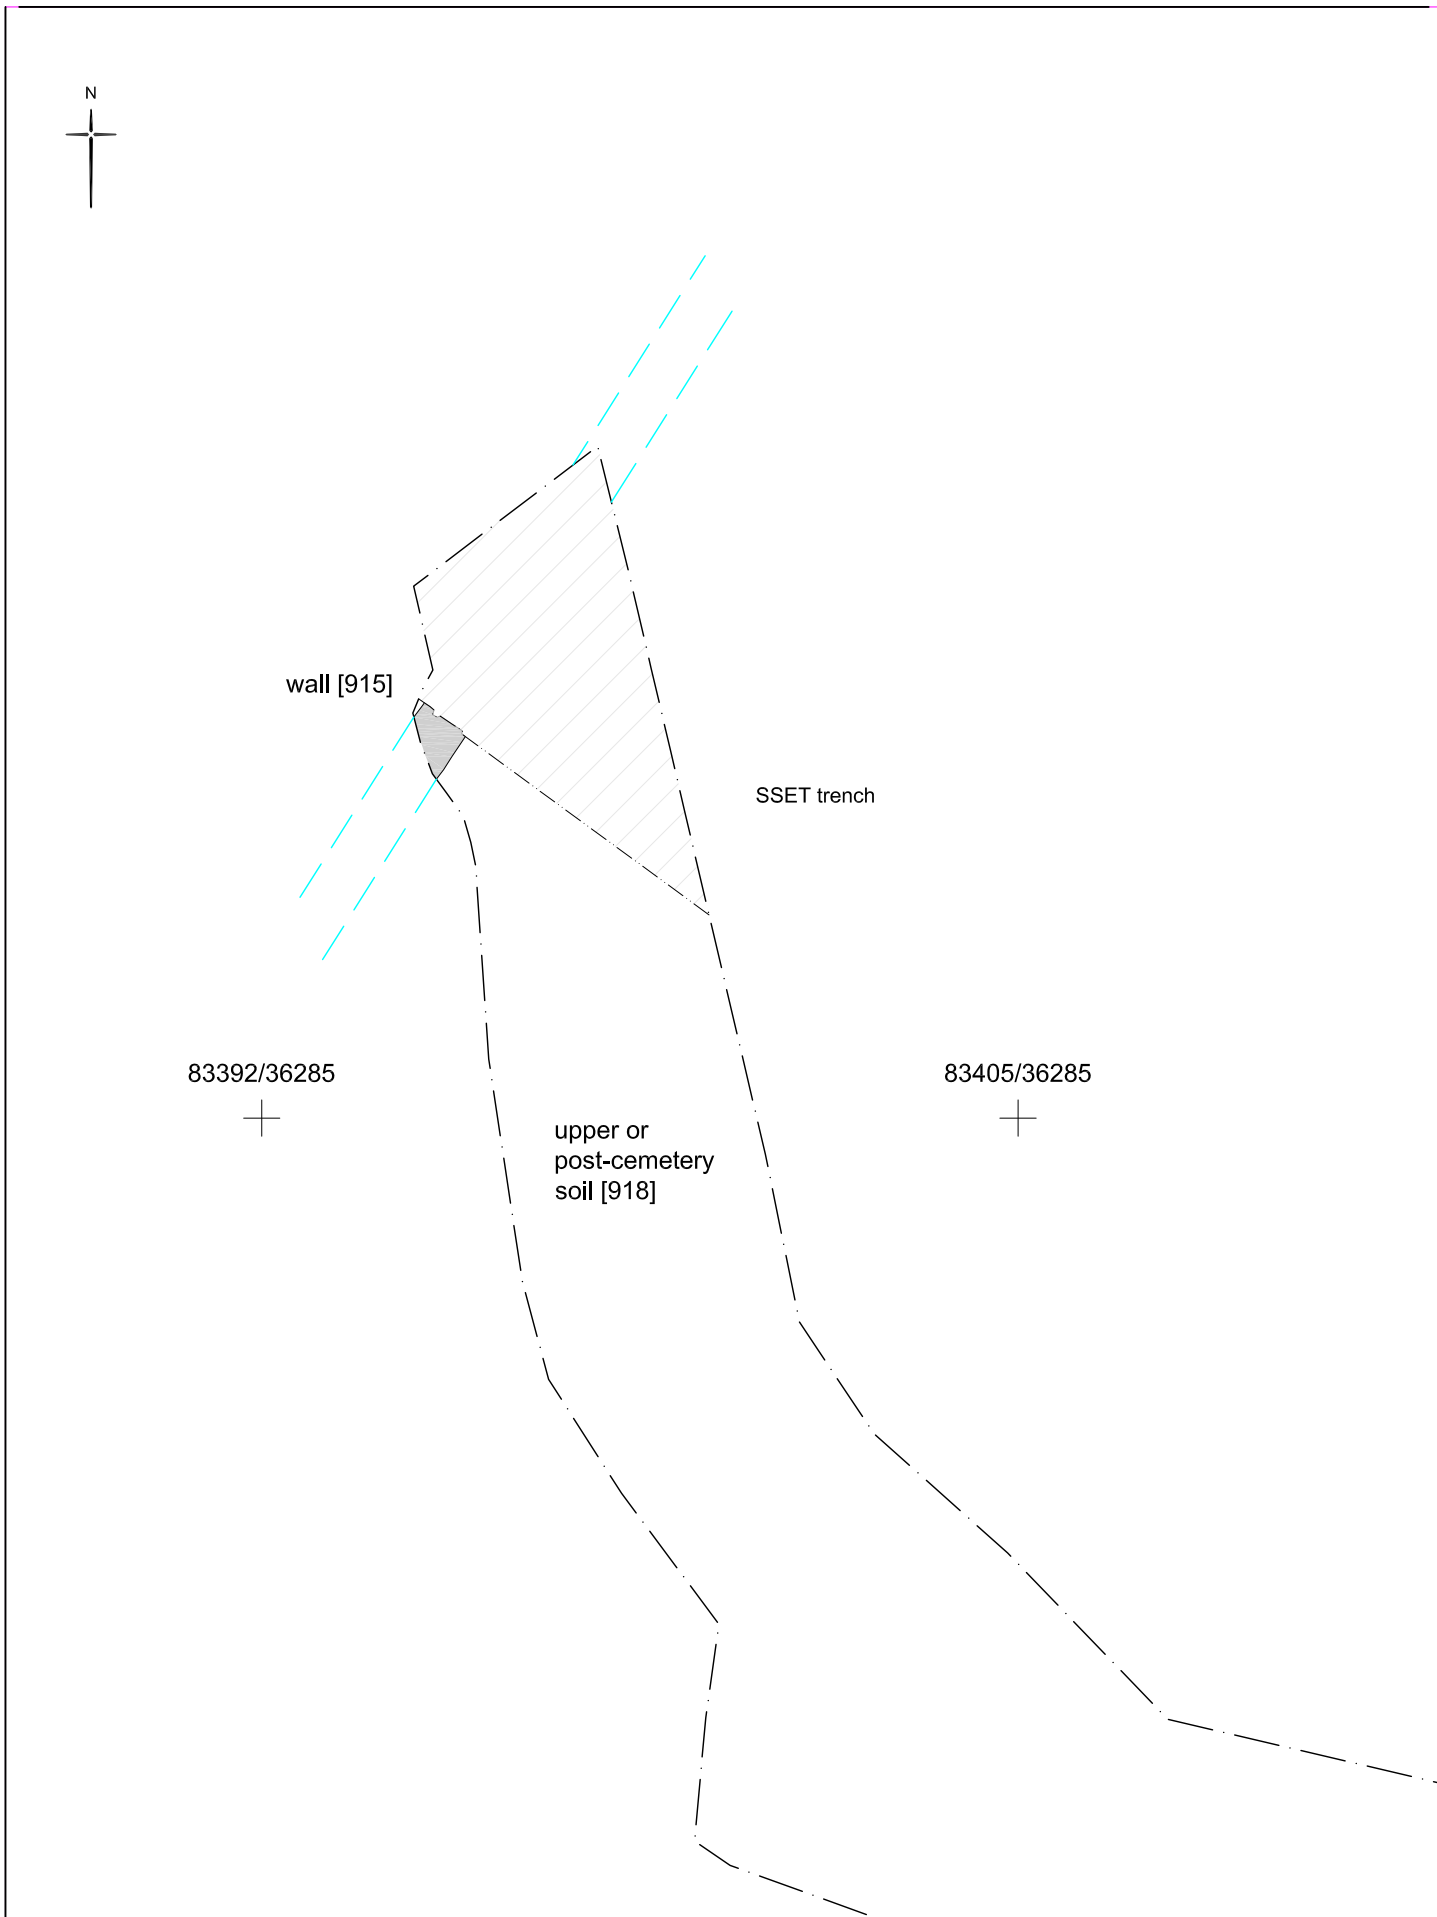 N
wall [915]
SSET trench
83392/36285
83405/36285
upper or
post-cemetery
soil [918]